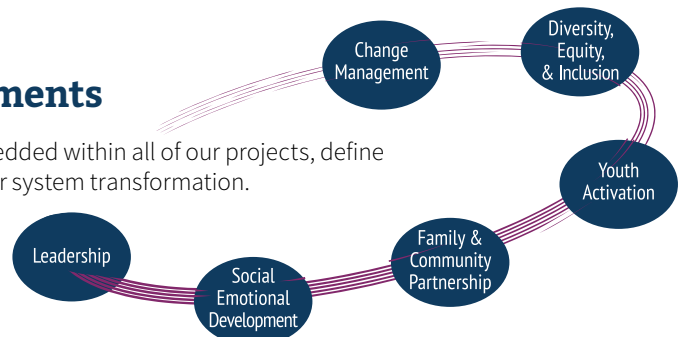 ments
edded within all of our projects, define
r system transformation.
Change
Management
Diversity,
Equity,
& Inclusion
Youth
Activation
Family &
Community
Partnership
Social
Emotional
Development
Leadership